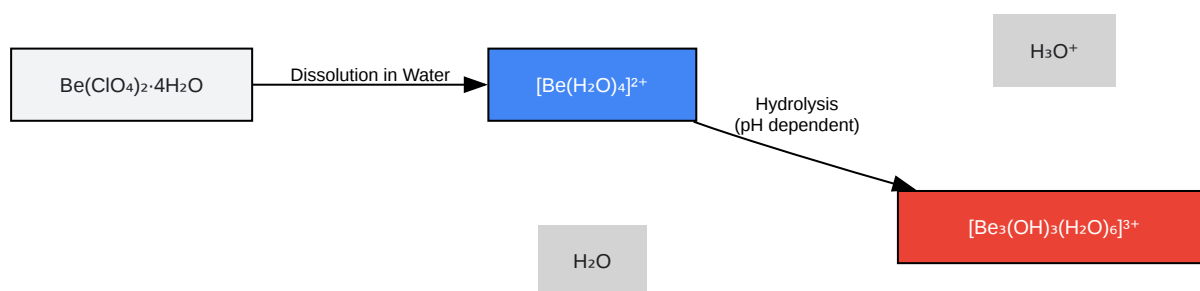 H₃O⁺
Be(ClO₄)₂·4H₂O
Dissolution in Water
[Be(H₂O)₄]²⁺
Hydrolysis
(pH dependent)
[Be₃(OH)₃(H₂O)₆]³⁺
H₂O